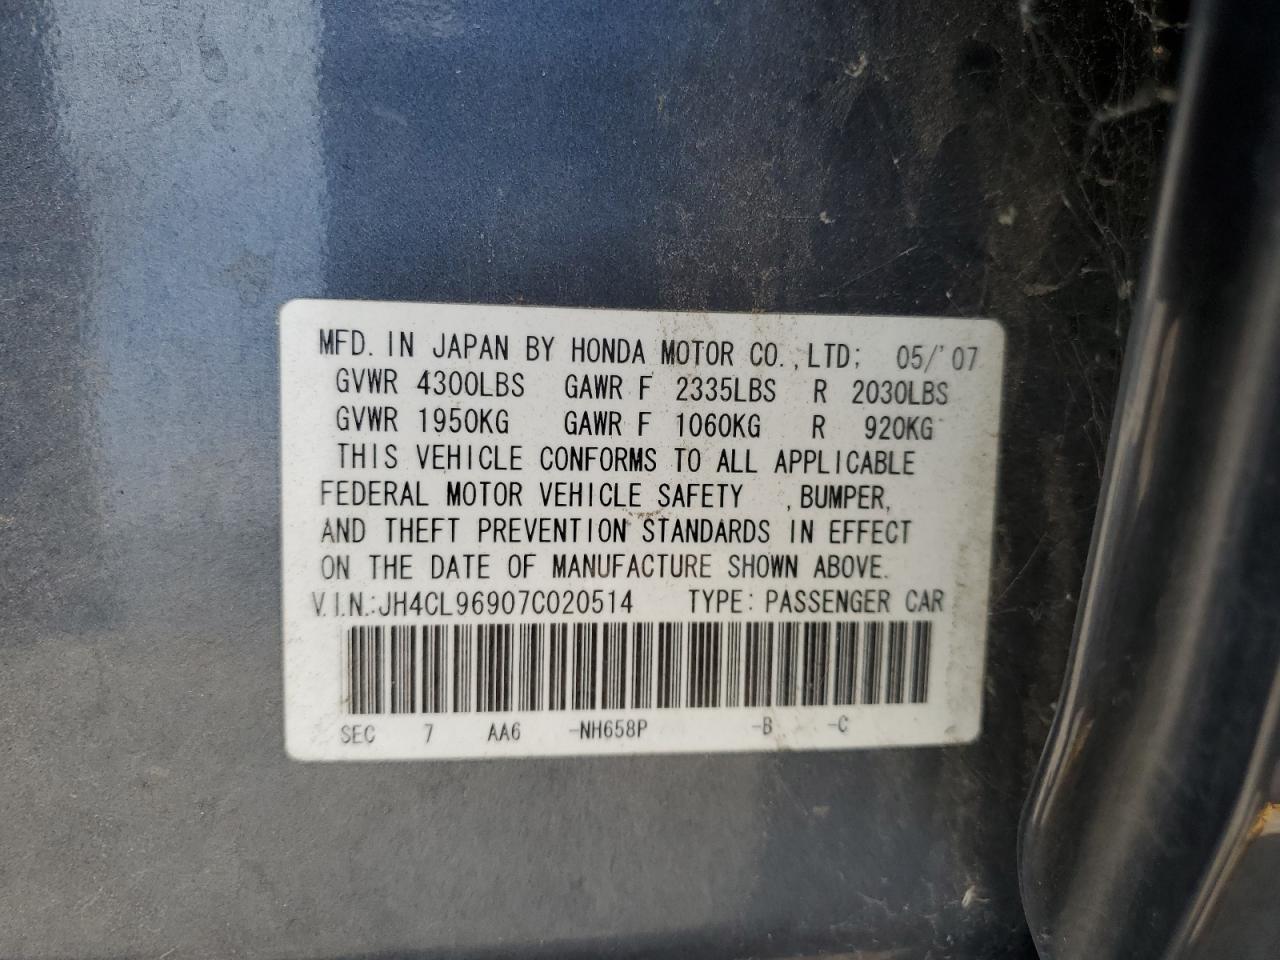 MFD. IN JAPAN BY HONDA MOTOR CO.,LTD; 05/'07
GVWR 4300LBS GAWR F 2335LBS R 2030LBS
GVWR 1950KG GAWR F 1060KG R 920KG
THIS VEHICLE CONFORMS TO ALL APPLICABLE
FEDERAL MOTOR VEHICLE SAFETY ,BUMPER,
AND THEFT PREVENTION STANDARDS IN EFFECT
ON THE DATE OF MANUFACTURE SHOWN ABOVE.
V.I.N.:JH4CL96907C020514 TYPE: PASSENGER CAR
SEC 7 AA6 -NH658P -B -C